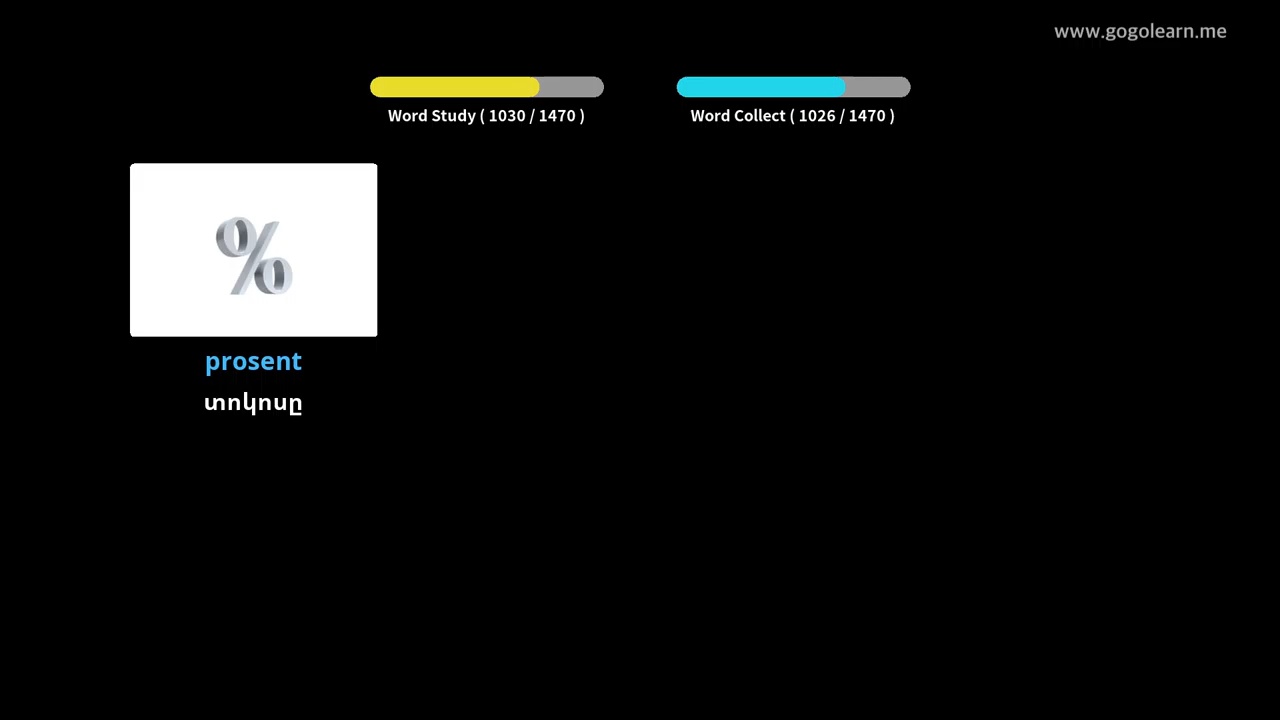 www.gogolearn.me
Word Study ( 1030 / 1470 )
Word Collect ( 1026 / 1470 )
%
prosent
տոկոսը